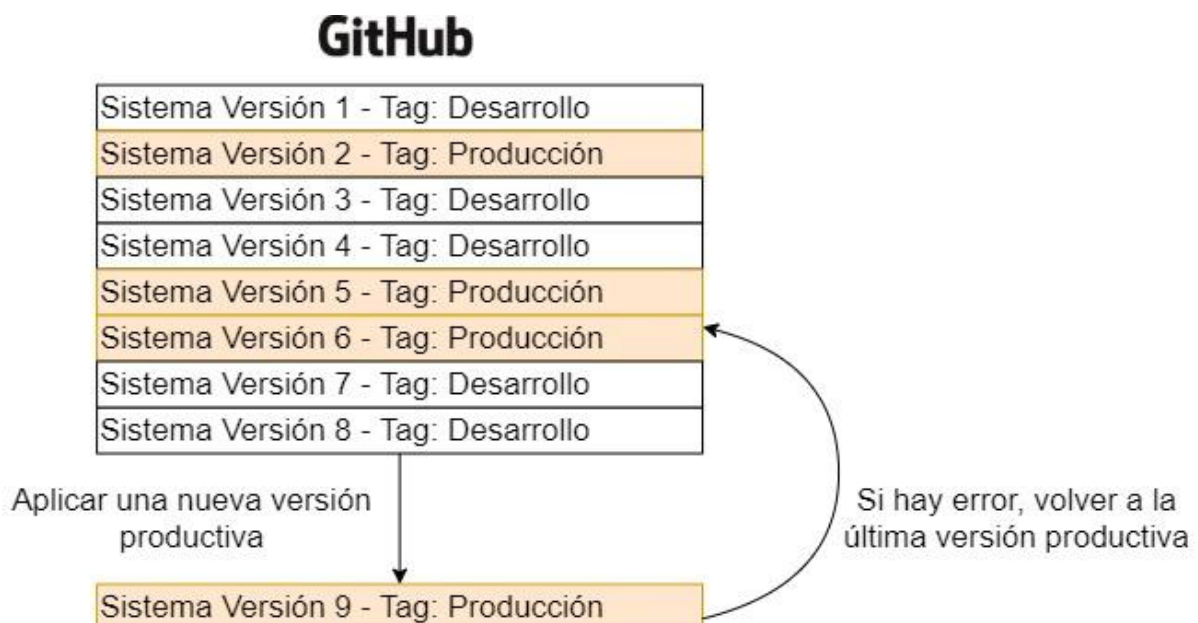 GitHub
Sistema Versión 1 - Tag: Desarrollo
Sistema Versión 2 - Tag: Producción
Sistema Versión 3 - Tag: Desarrollo
Sistema Versión 4 - Tag: Desarrollo
Sistema Versión 5 - Tag: Producción
Sistema Versión 6 - Tag: Producción
Sistema Versión 7 - Tag: Desarrollo
Sistema Versión 8 - Tag: Desarrollo
Aplicar una nueva versión
productiva
Si hay error, volver a la
última versión productiva
Sistema Versión 9 - Tag: Producción